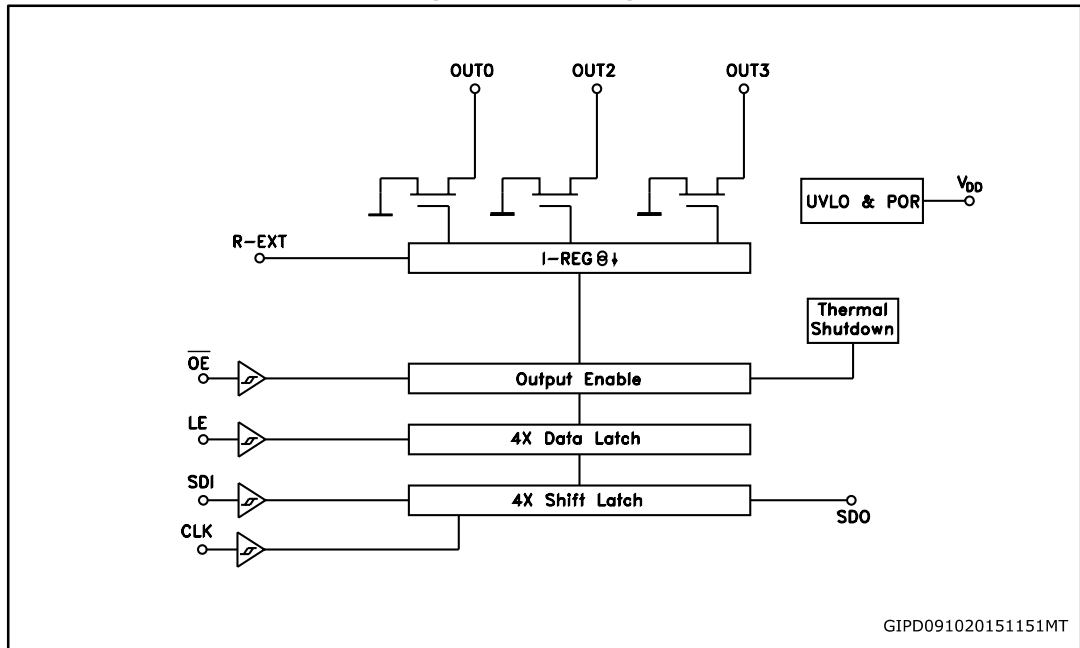 OUT0 OUT2 OUT3
UVLO & POR
VDD
R-EXT
I-REG
Thermal
Shutdown
OE
Output Enable
LE
4X Data Latch
SDI
4X Shift Latch
SDO
CLK
GIPD091020151151MT